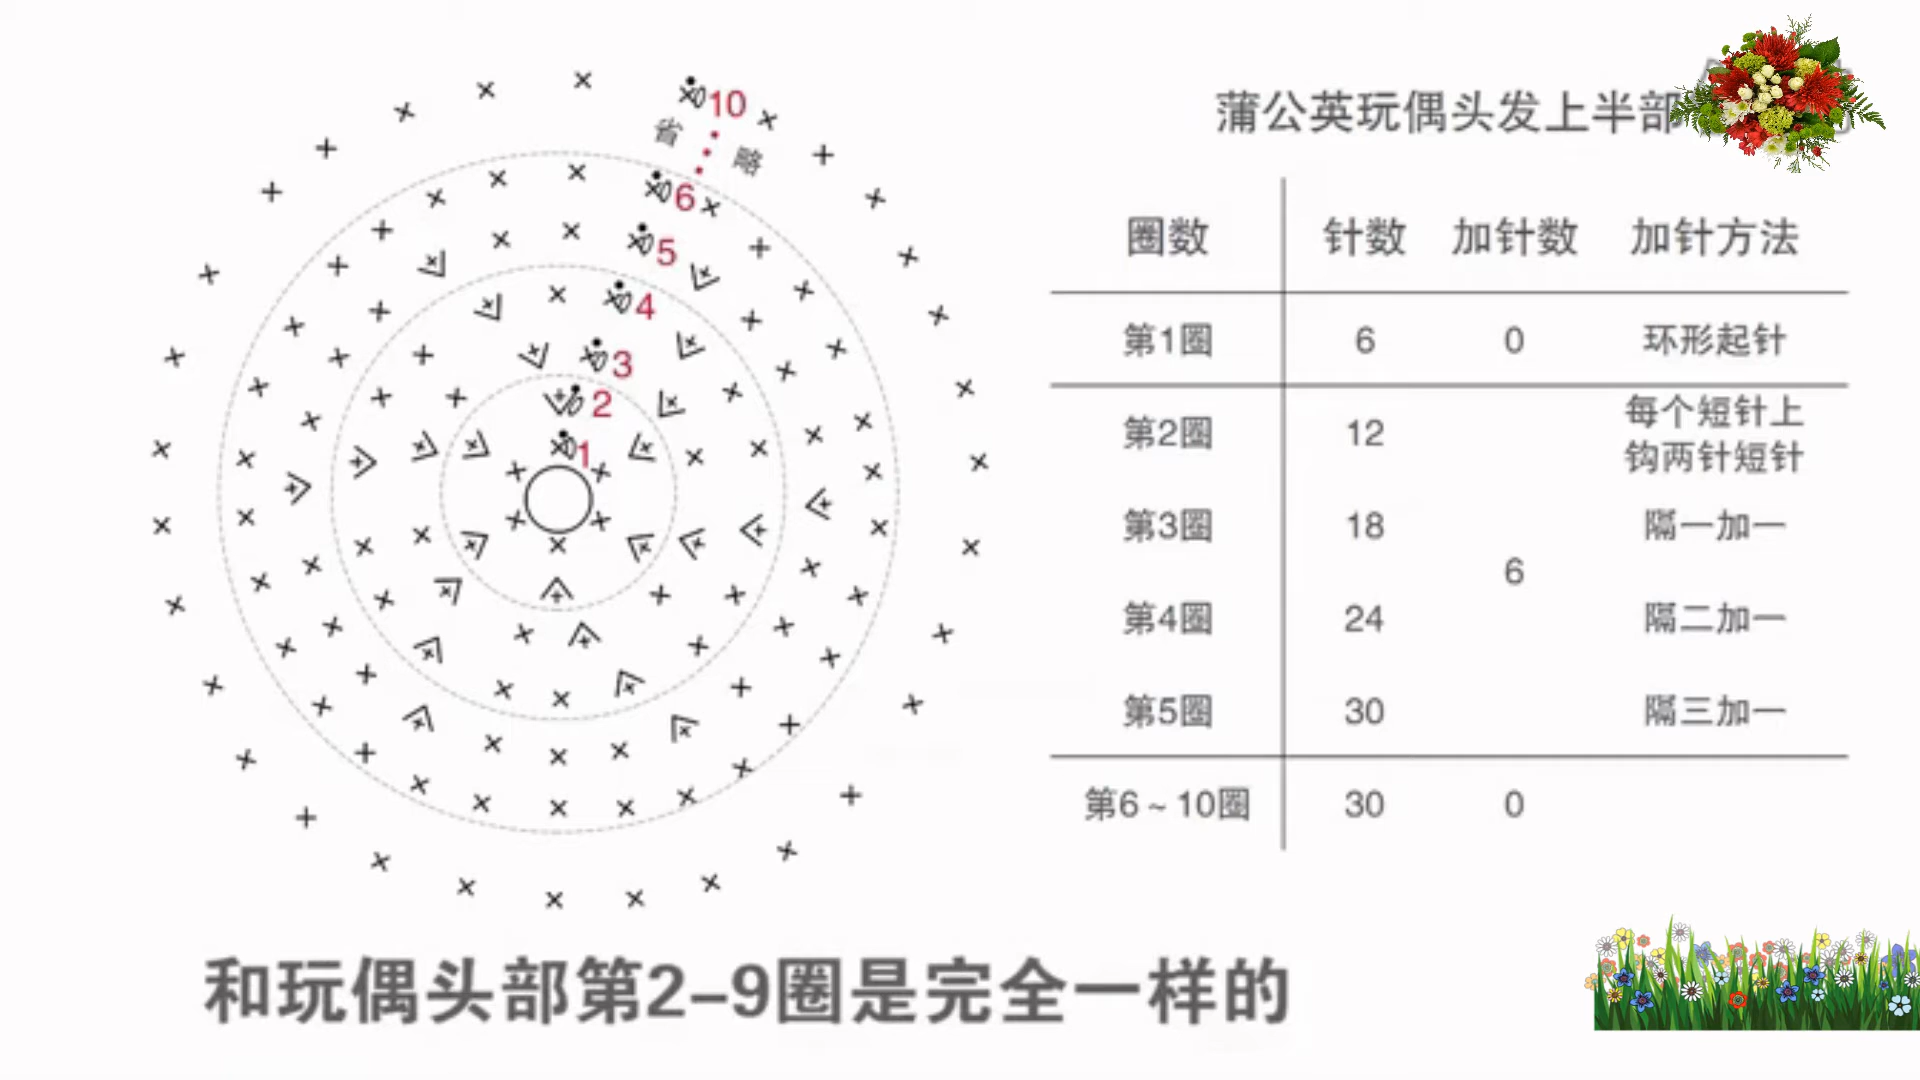 10
省
略
6
5
4
3
2
1
蒲公英玩偶头发上半部
圈数 针数 加针数 加针方法
第1圈 6 0 环形起针
第2圈 12 每个短针上
钩两针短针
第3圈 18 隔一加一
6
第4圈 24 隔二加一
第5圈 30 隔三加一
第6~10圈 30 0
和玩偶头部第2–9圈是完全一样的